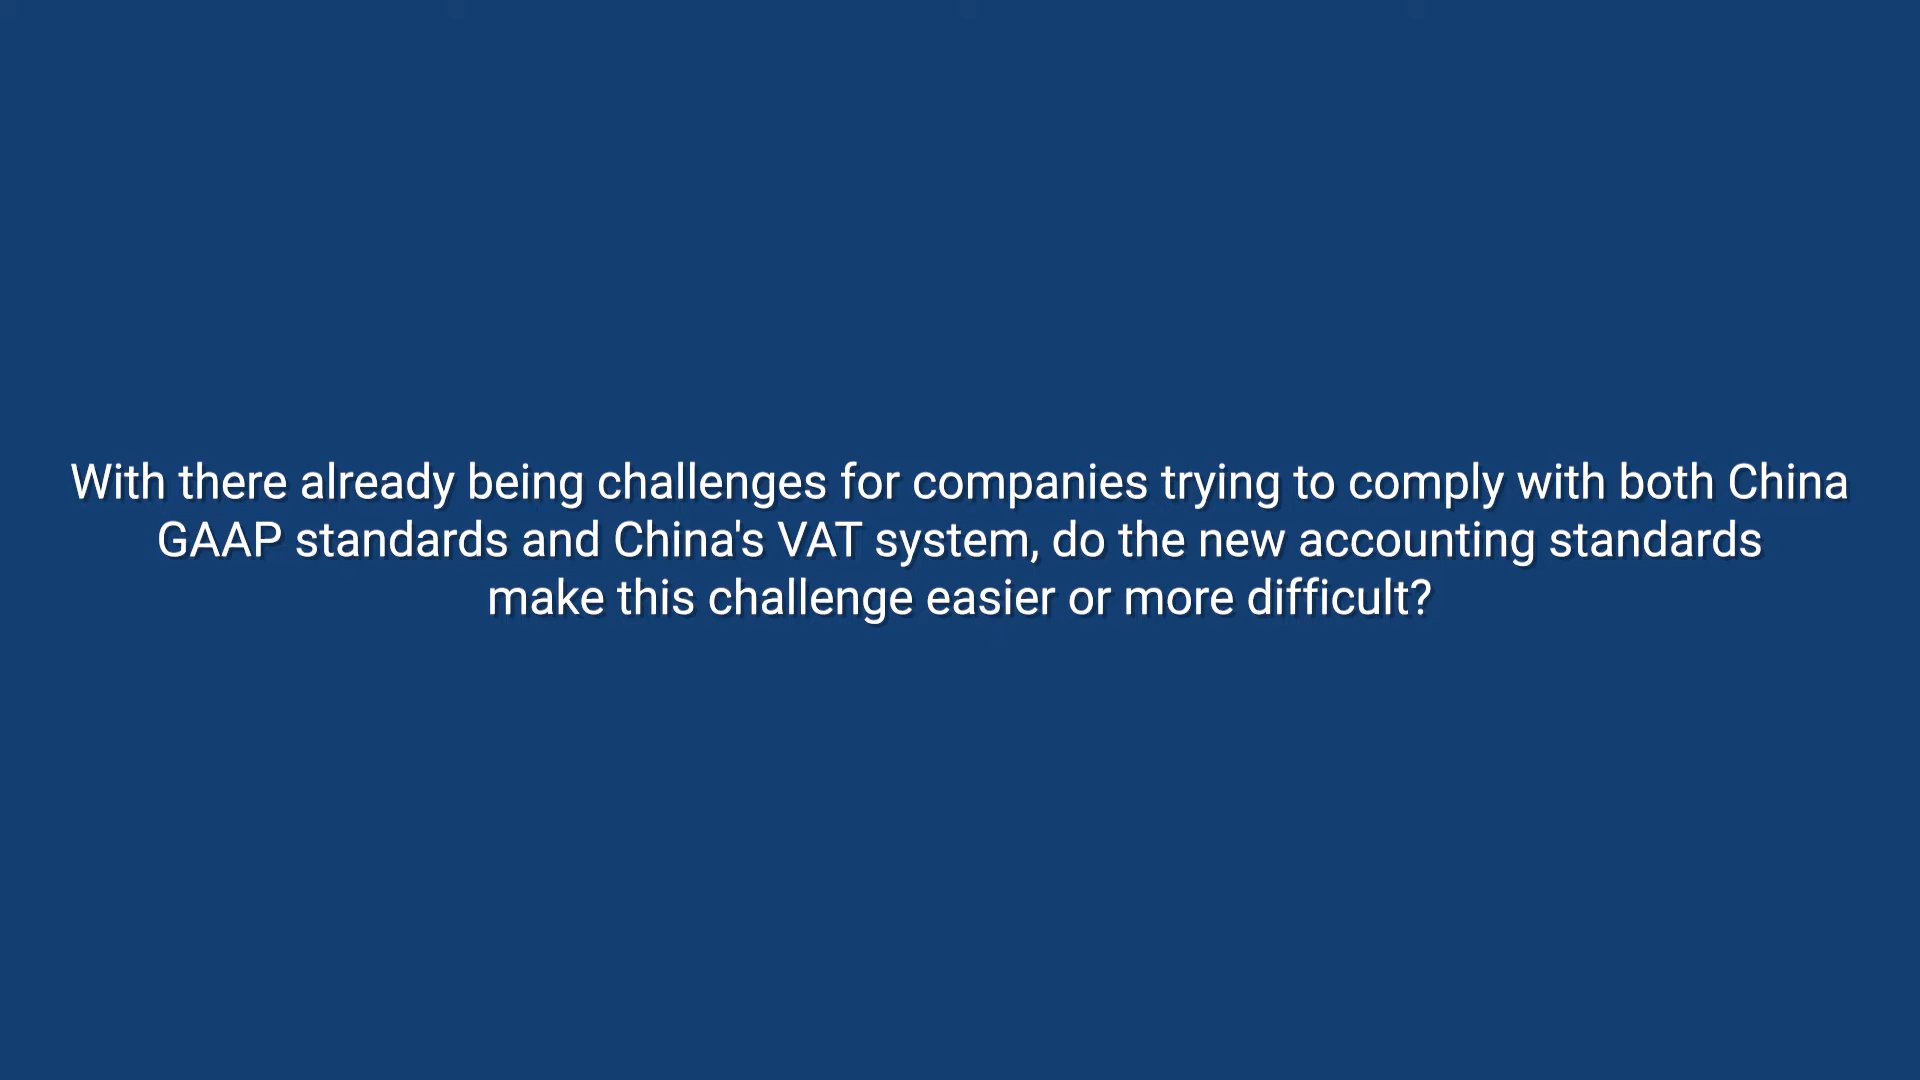 With there already being challenges for companies trying to comply with both China
GAAP standards and China's VAT system, do the new accounting standards
make this challenge easier or more difficult?